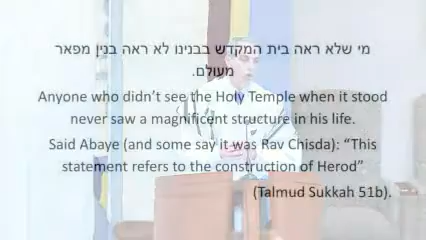 מי שלא ראה בית המקדש בבנינו לא ראה בנין מפאר
מעולם.
Anyone who didn't see the Holy Temple when it stood
never saw a magnificent structure in his life.
Said Abaye (and some say it was Rav Chisda): "This
statement refers to the construction of Herod"
(Talmud Sukkah 51b).